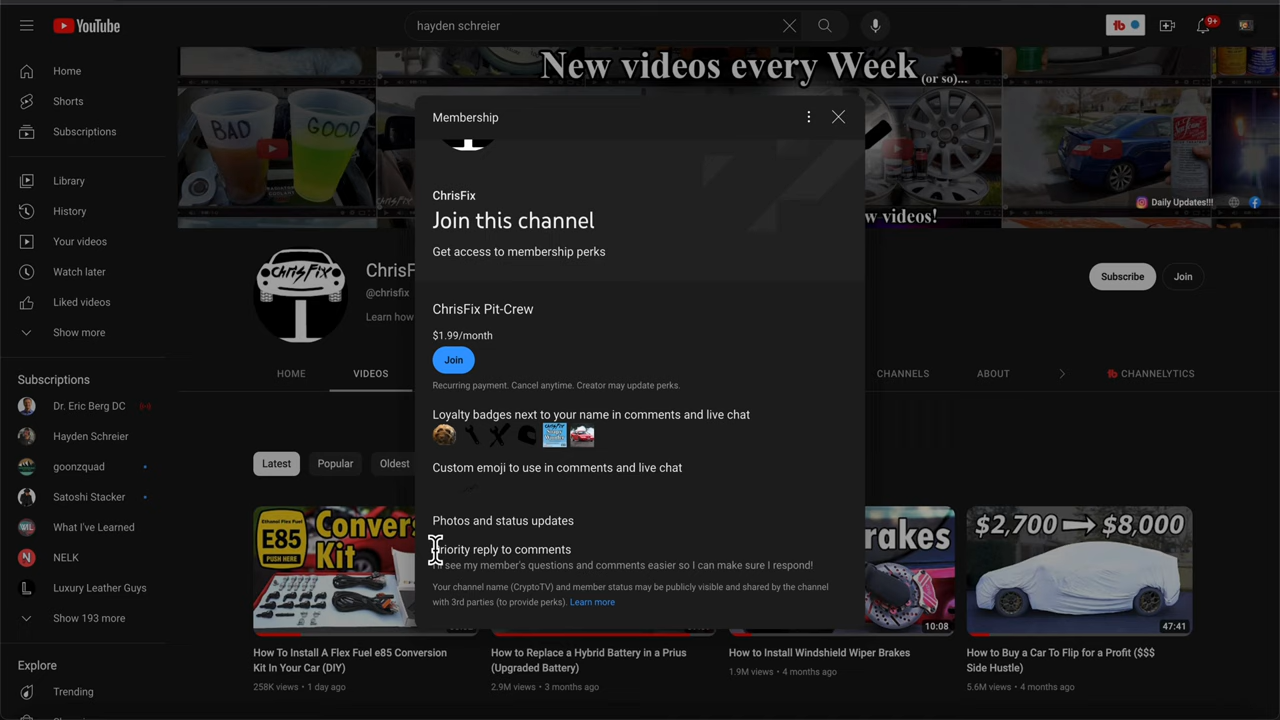 YouTube
hayden schreier
9+
Home
Shorts
Subscriptions
Library
History
Your videos
Watch later
Liked videos
Show more
Subscriptions
Dr. Eric Berg DC
Hayden Schreier
goonzquad
Satoshi Stacker
What I've Learned
NELK
Luxury Leather Guys
Show 193 more
Explore
Trending
New videos every Week (or so)...
BAD
GOOD
Daily Updates!!!
w videos!
CHRISFIX
ChrisF
@chrisfix
Learn how
Subscribe
Join
HOME
VIDEOS
CHANNELS
ABOUT
CHANNELYTICS
Latest
Popular
Oldest
Membership
ChrisFix
Join this channel
Get access to membership perks
ChrisFix Pit-Crew
$1.99/month
Join
Recurring payment. Cancel anytime. Creator may update perks.
Loyalty badges next to your name in comments and live chat
Custom emoji to use in comments and live chat
Photos and status updates
Priority reply to comments
I'll see my member's questions and comments easier so I can make sure I respond!
Your channel name (CryptoTV) and member status may be publicly visible and shared by the channel
with 3rd parties (to provide perks). Learn more
Ethanol Flex Fuel
E85
PUSH HERE
Conver
Kit
How To Install A Flex Fuel e85 Conversion
Kit In Your Car (DIY)
258K views • 1 day ago
How to Replace a Hybrid Battery in a Prius
(Upgraded Battery)
2.9M views • 3 months ago
rakes
10:08
How to Install Windshield Wiper Brakes
1.9M views • 4 months ago
$2,700 → $8,000
47:41
How to Buy a Car To Flip for a Profit ($$$
Side Hustle)
5.6M views • 4 months ago